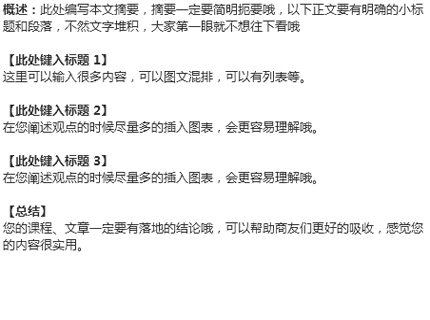 概述：此处编写本文摘要，摘要一定要简明扼要哦，以下正文要有明确的小标
题和段落，不然文字堆积，大家第一眼就不想往下看哦
【此处键入标题 1】
这里可以输入很多内容，可以图文混排，可以有列表等。
【此处键入标题 2】
在您阐述观点的时候尽量多的插入图表，会更容易理解哦。
【此处键入标题 3】
在您阐述观点的时候尽量多的插入图表，会更容易理解哦。
【总结】
您的课程、文章一定要有落地的结论哦，可以帮助商友们更好的吸收，感觉您
的内容很实用。